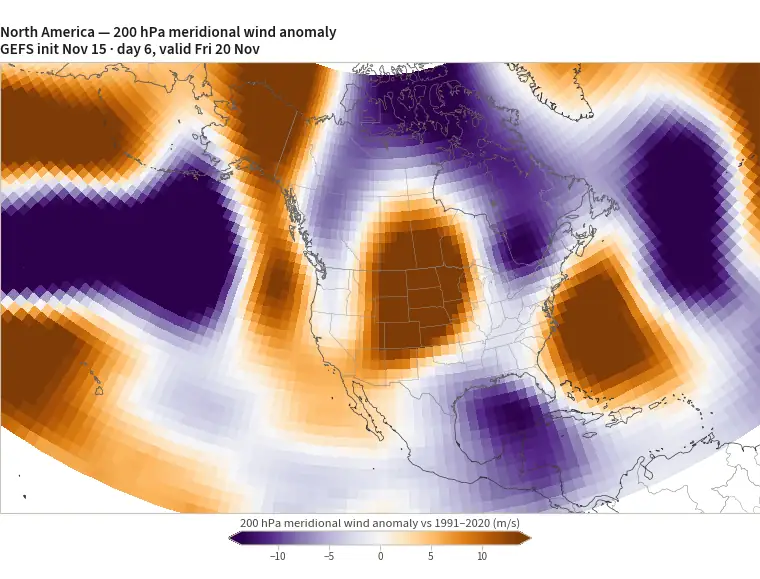 North America — 200 hPa meridional wind anomaly
GEFS init Nov 15 · day 6, valid Fri 20 Nov
200 hPa meridional wind anomaly vs 1991–2020 (m/s)
−10 −5 0 5 10